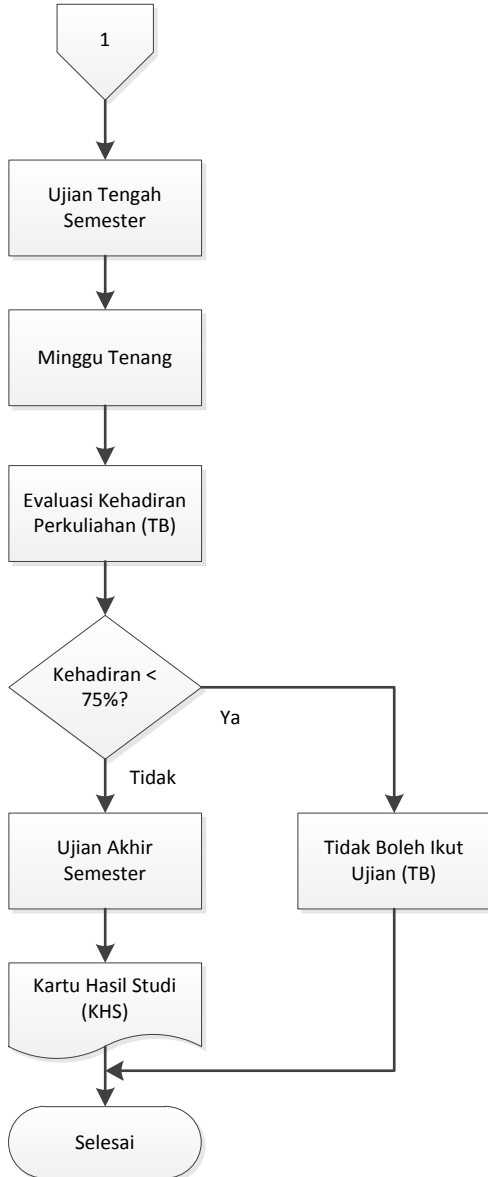 1
Ujian Tengah
Semester
Minggu Tenang
Evaluasi Kehadiran
Perkuliahan (TB)
Kehadiran <
75%?
Ya
Tidak
Ujian Akhir
Semester
Tidak Boleh Ikut
Ujian (TB)
Kartu Hasil Studi
(KHS)
Selesai